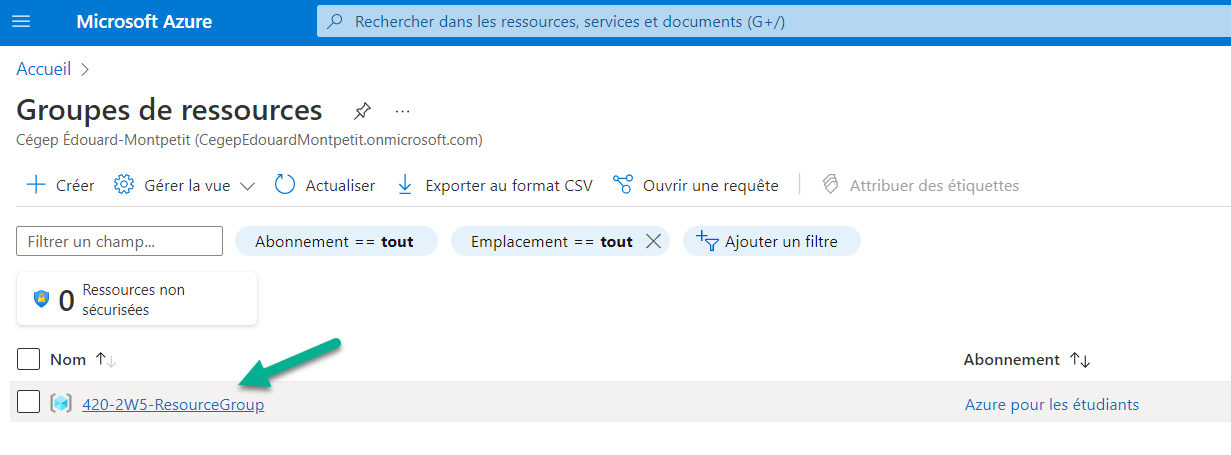 Microsoft Azure
Rechercher dans les ressources, services et documents (G+/)
Accueil
Groupes de ressources
Cégep Édouard-Montpetit (CegepEdouardMontpetit.onmicrosoft.com)
Créer Gérer la vue Actualiser Exporter au format CSV Ouvrir une requête Attribuer des étiquettes
Filtrer un champ... Abonnement == tout Emplacement == tout Ajouter un filtre
0 Ressources non
sécurisées
Nom Abonnement
420-2W5-ResourceGroup Azure pour les étudiants